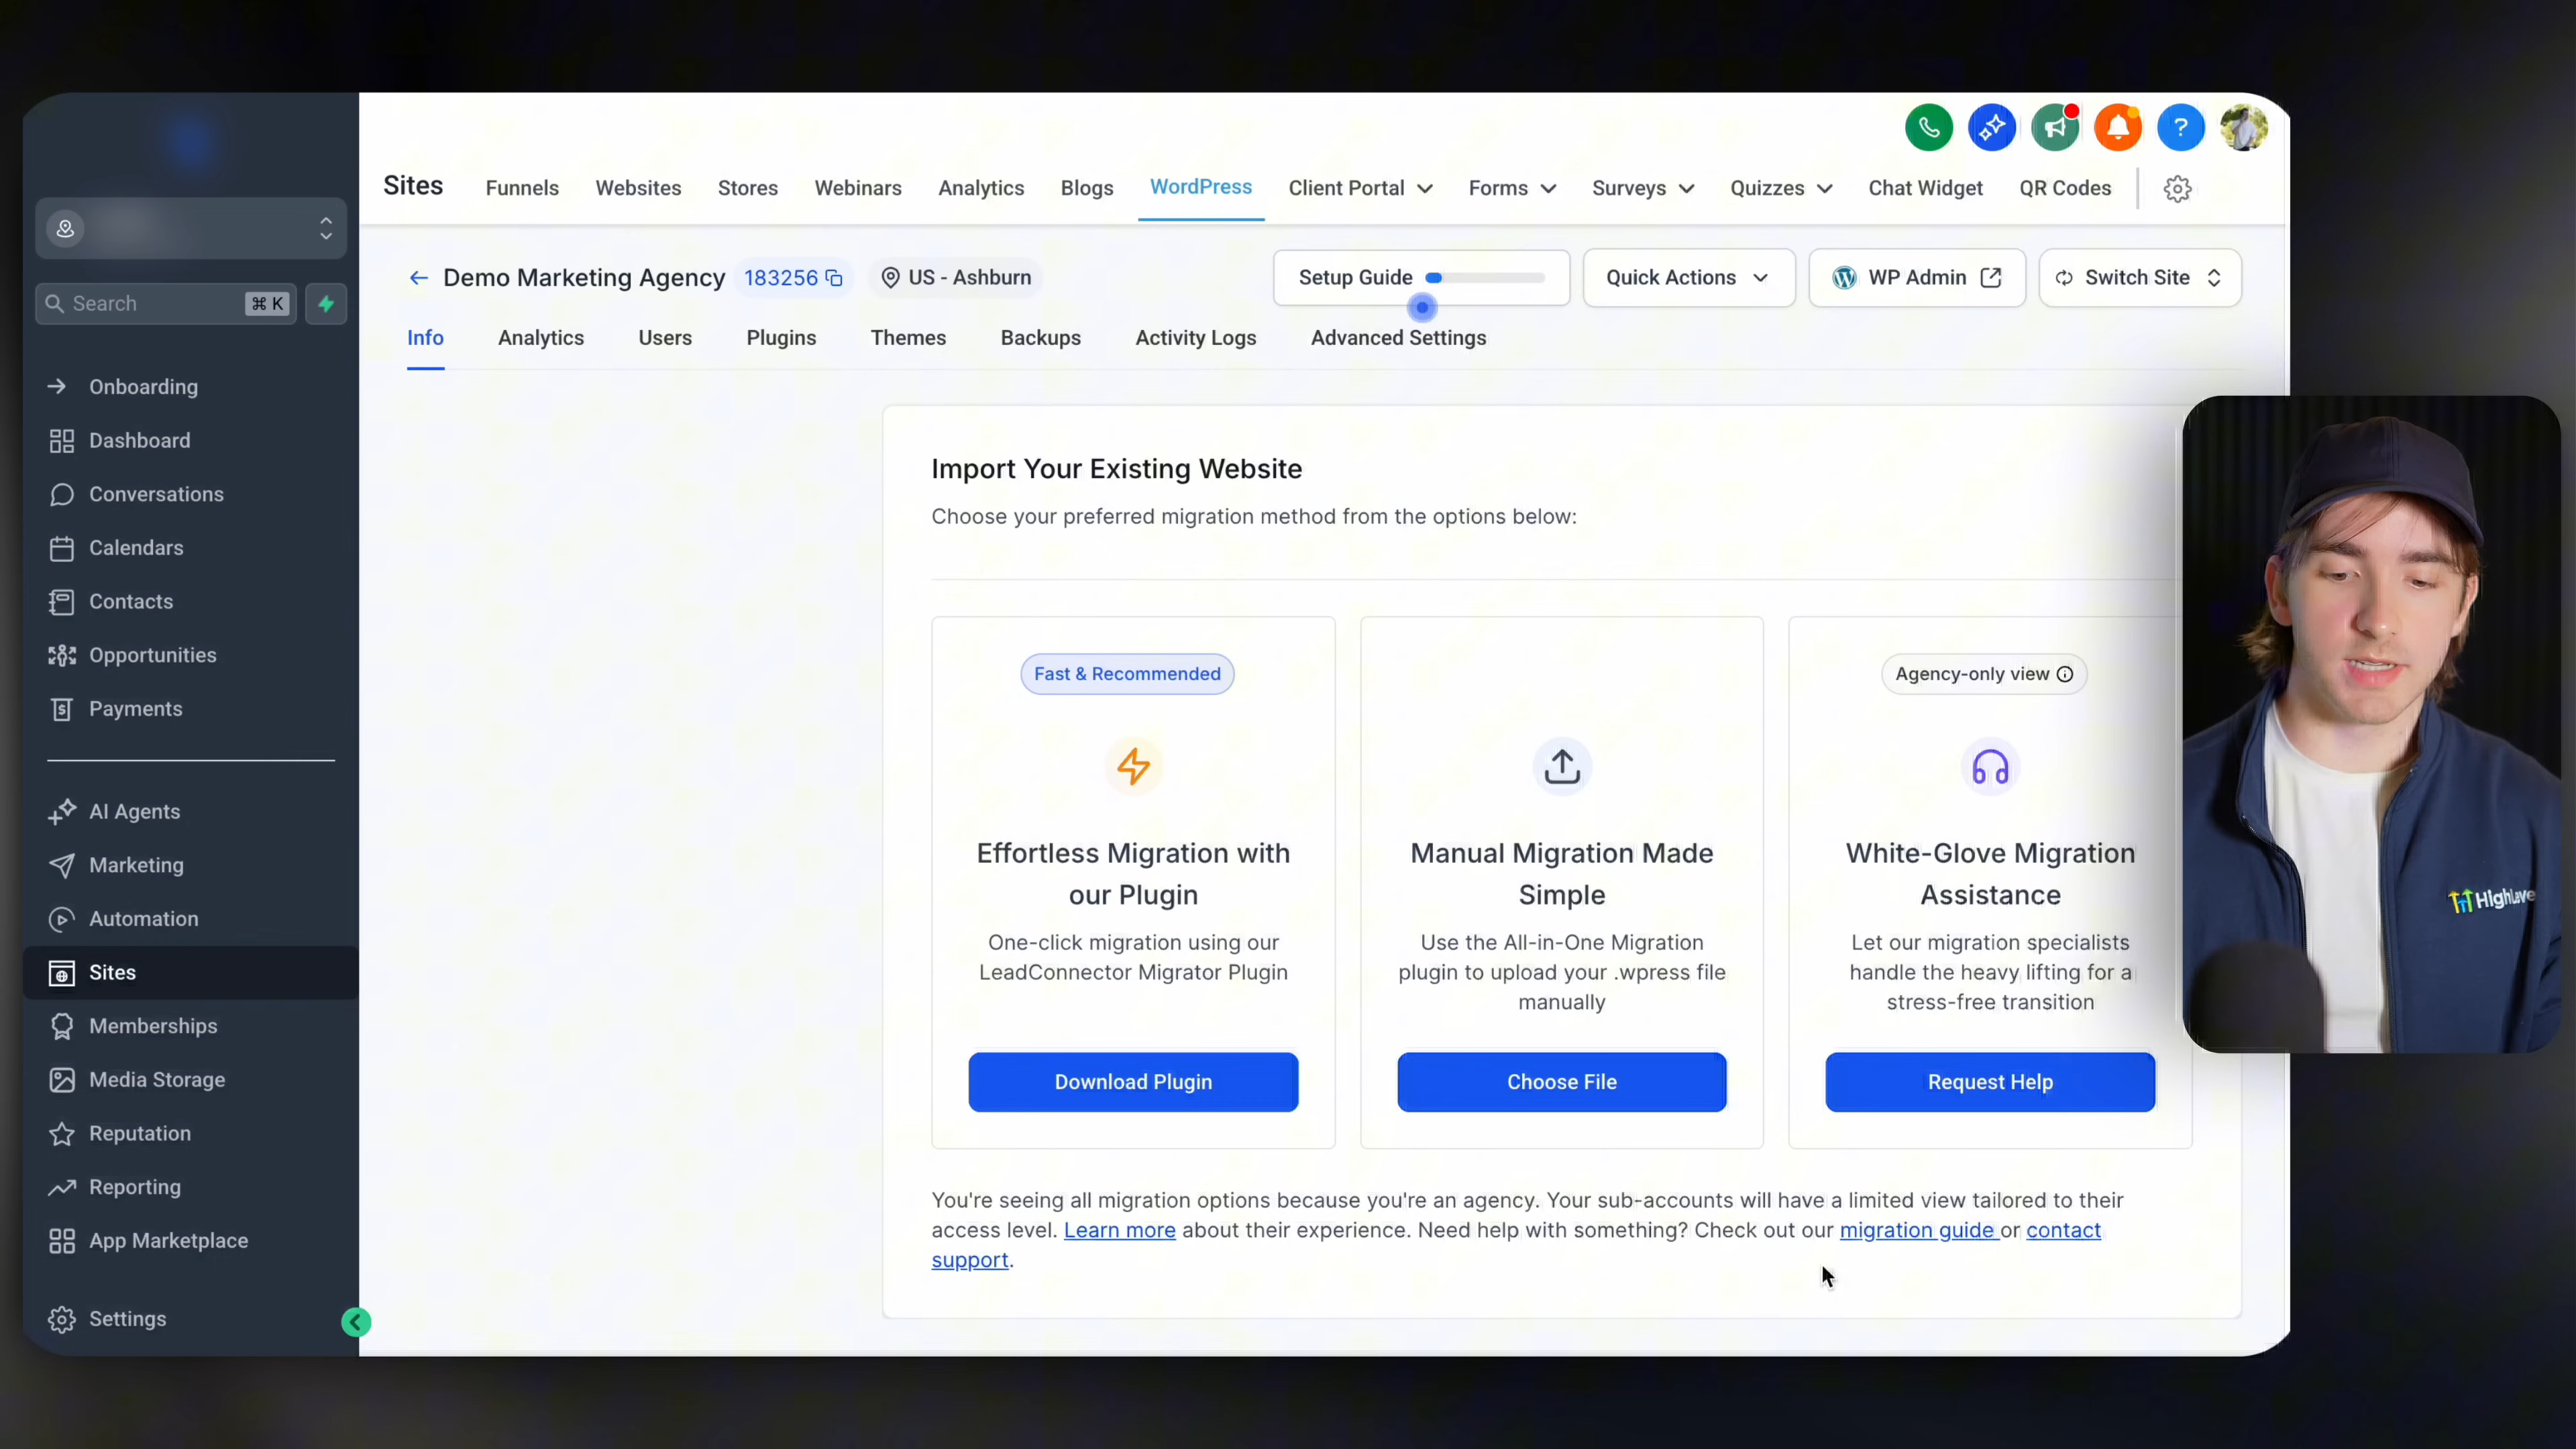 Sites
Funnels
Websites
Stores
Webinars
Analytics
Blogs
WordPress
Client Portal
Forms
Surveys
Quizzes
Chat Widget
QR Codes
Search
⌘ K
Onboarding
Dashboard
Conversations
Calendars
Contacts
Opportunities
Payments
AI Agents
Marketing
Automation
Sites
Memberships
Media Storage
Reputation
Reporting
App Marketplace
Settings
Demo Marketing Agency
183256
US - Ashburn
Setup Guide
Quick Actions
WP Admin
Switch Site
Info
Analytics
Users
Plugins
Themes
Backups
Activity Logs
Advanced Settings
Import Your Existing Website
Choose your preferred migration method from the options below:
Fast & Recommended
Effortless Migration with
our Plugin
One-click migration using our
LeadConnector Migrator Plugin
Download Plugin
Manual Migration Made
Simple
Use the All-in-One Migration
plugin to upload your .wpress file
manually
Choose File
Agency-only view
White-Glove Migration
Assistance
Let our migration specialists
handle the heavy lifting for a
stress-free transition
Request Help
You're seeing all migration options because you're an agency. Your sub-accounts will have a limited view tailored to their
access level. Learn more about their experience. Need help with something? Check out our migration guide or contact
support.